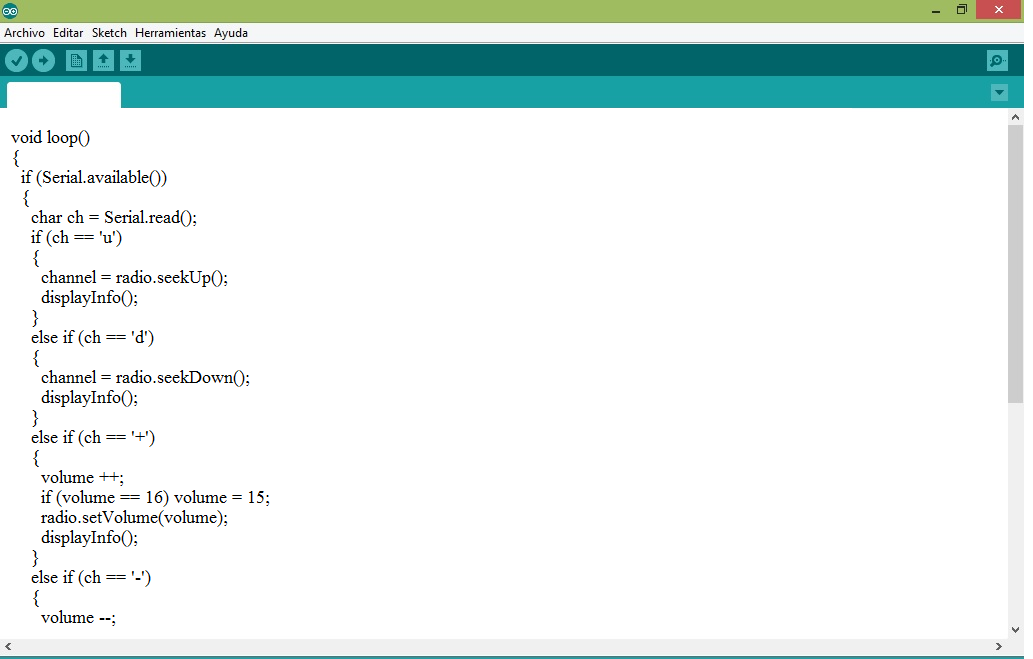 Archivo Editar Sketch Herramientas Ayuda
void loop()
{
if (Serial.available())
{
char ch = Serial.read();
if (ch == 'u')
{
channel = radio.seekUp();
displayInfo();
}
else if (ch == 'd')
{
channel = radio.seekDown();
displayInfo();
}
else if (ch == '+')
{
volume ++;
if (volume == 16) volume = 15;
radio.setVolume(volume);
displayInfo();
}
else if (ch == '-')
{
volume --;